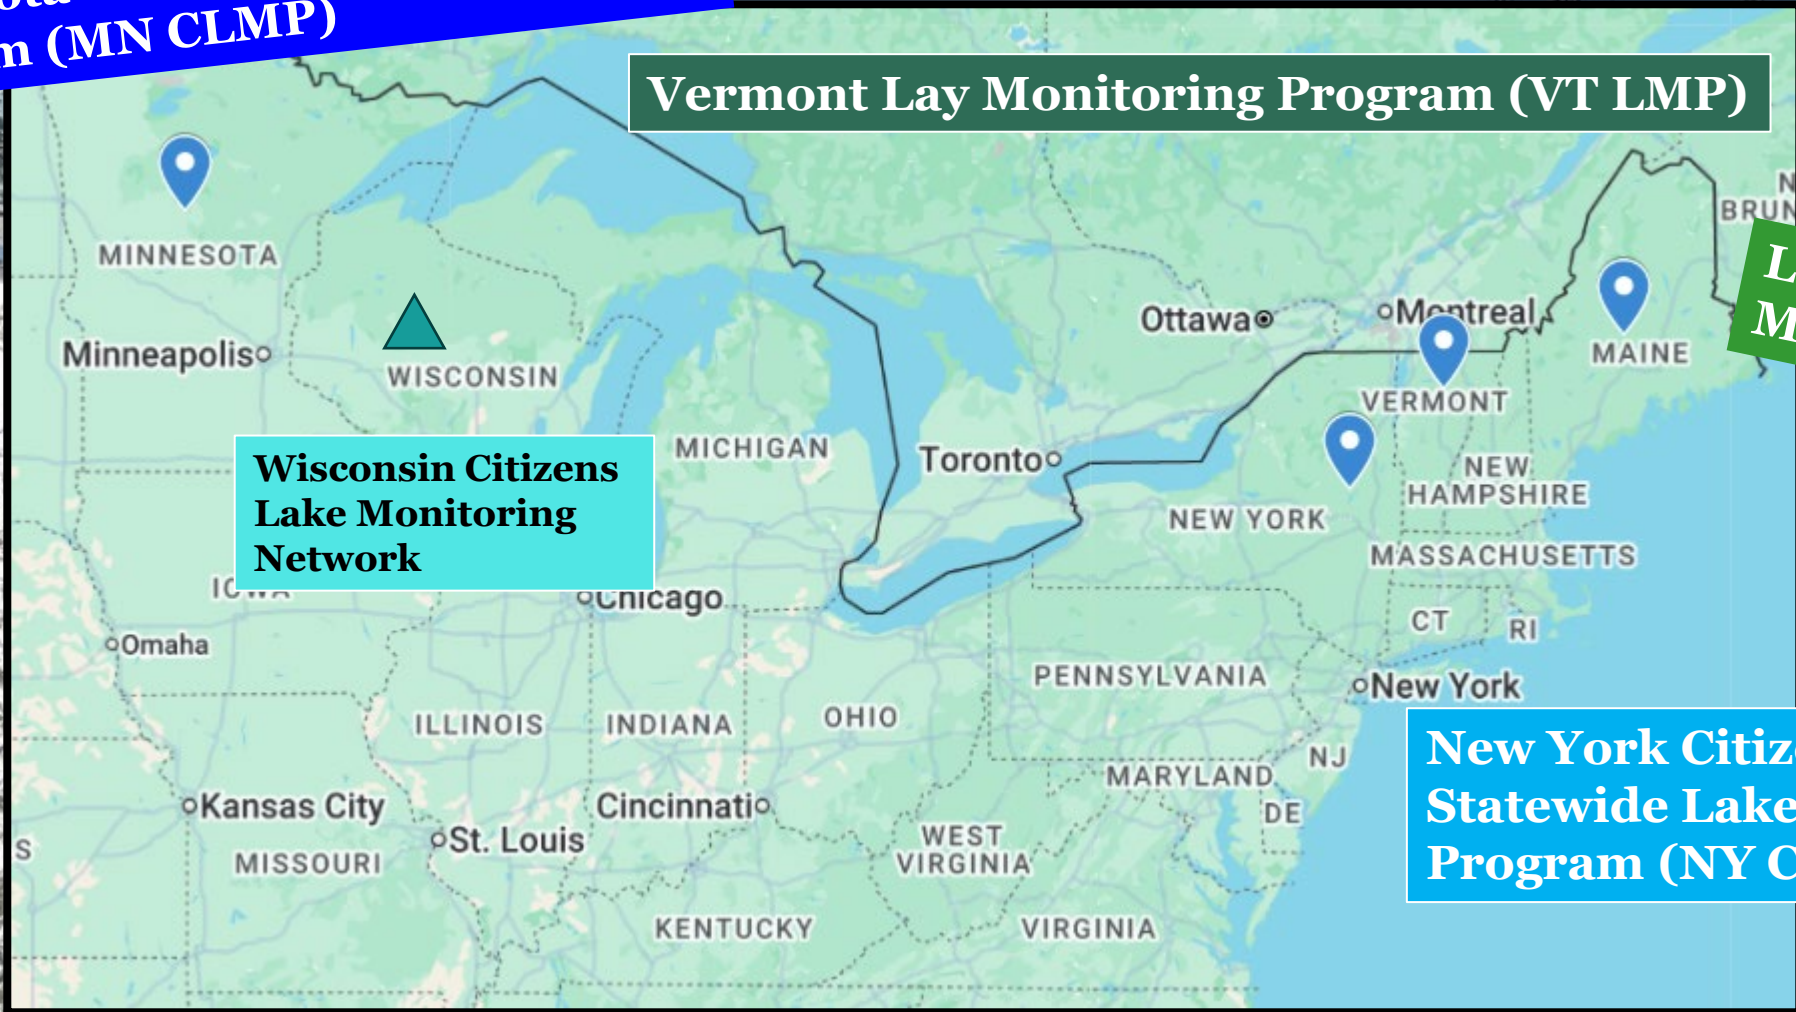 m (MN CLMP)
Vermont Lay Monitoring Program (VT LMP)
MINNESOTA
Minneapolis
WISCONSIN
Wisconsin Citizens
Lake Monitoring
Network
MICHIGAN
Ottawa
Montreal
Toronto
VERMONT
MAINE
NEW
HAMPSHIRE
NEW YORK
MASSACHUSETTS
CT
RI
N
BRUN
L
M
IOWA
Chicago
Omaha
PENNSYLVANIA
New York
ILLINOIS
INDIANA
OHIO
NJ
MARYLAND
DE
New York Citiz
Statewide Lake
Program (NY C
Kansas City
Cincinnati
St. Louis
S
MISSOURI
WEST
VIRGINIA
KENTUCKY
VIRGINIA